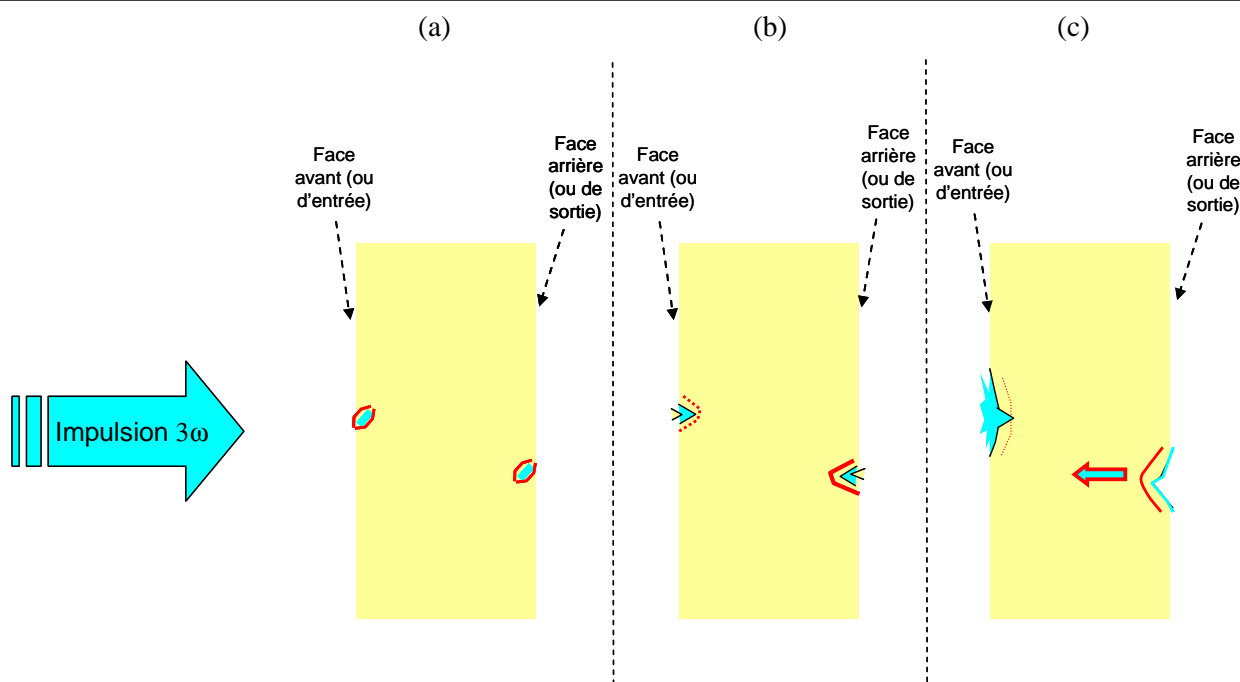 (a)
(b)
(c)
Face
avant (ou
d'entrée)
Face
arrière
(ou de
sortie)
Face
avant (ou
d'entrée)
Face
arrière
(ou de
sortie)
Face
avant (ou
d'entrée)
Face
arrière
(ou de
sortie)
Impulsion 3ω